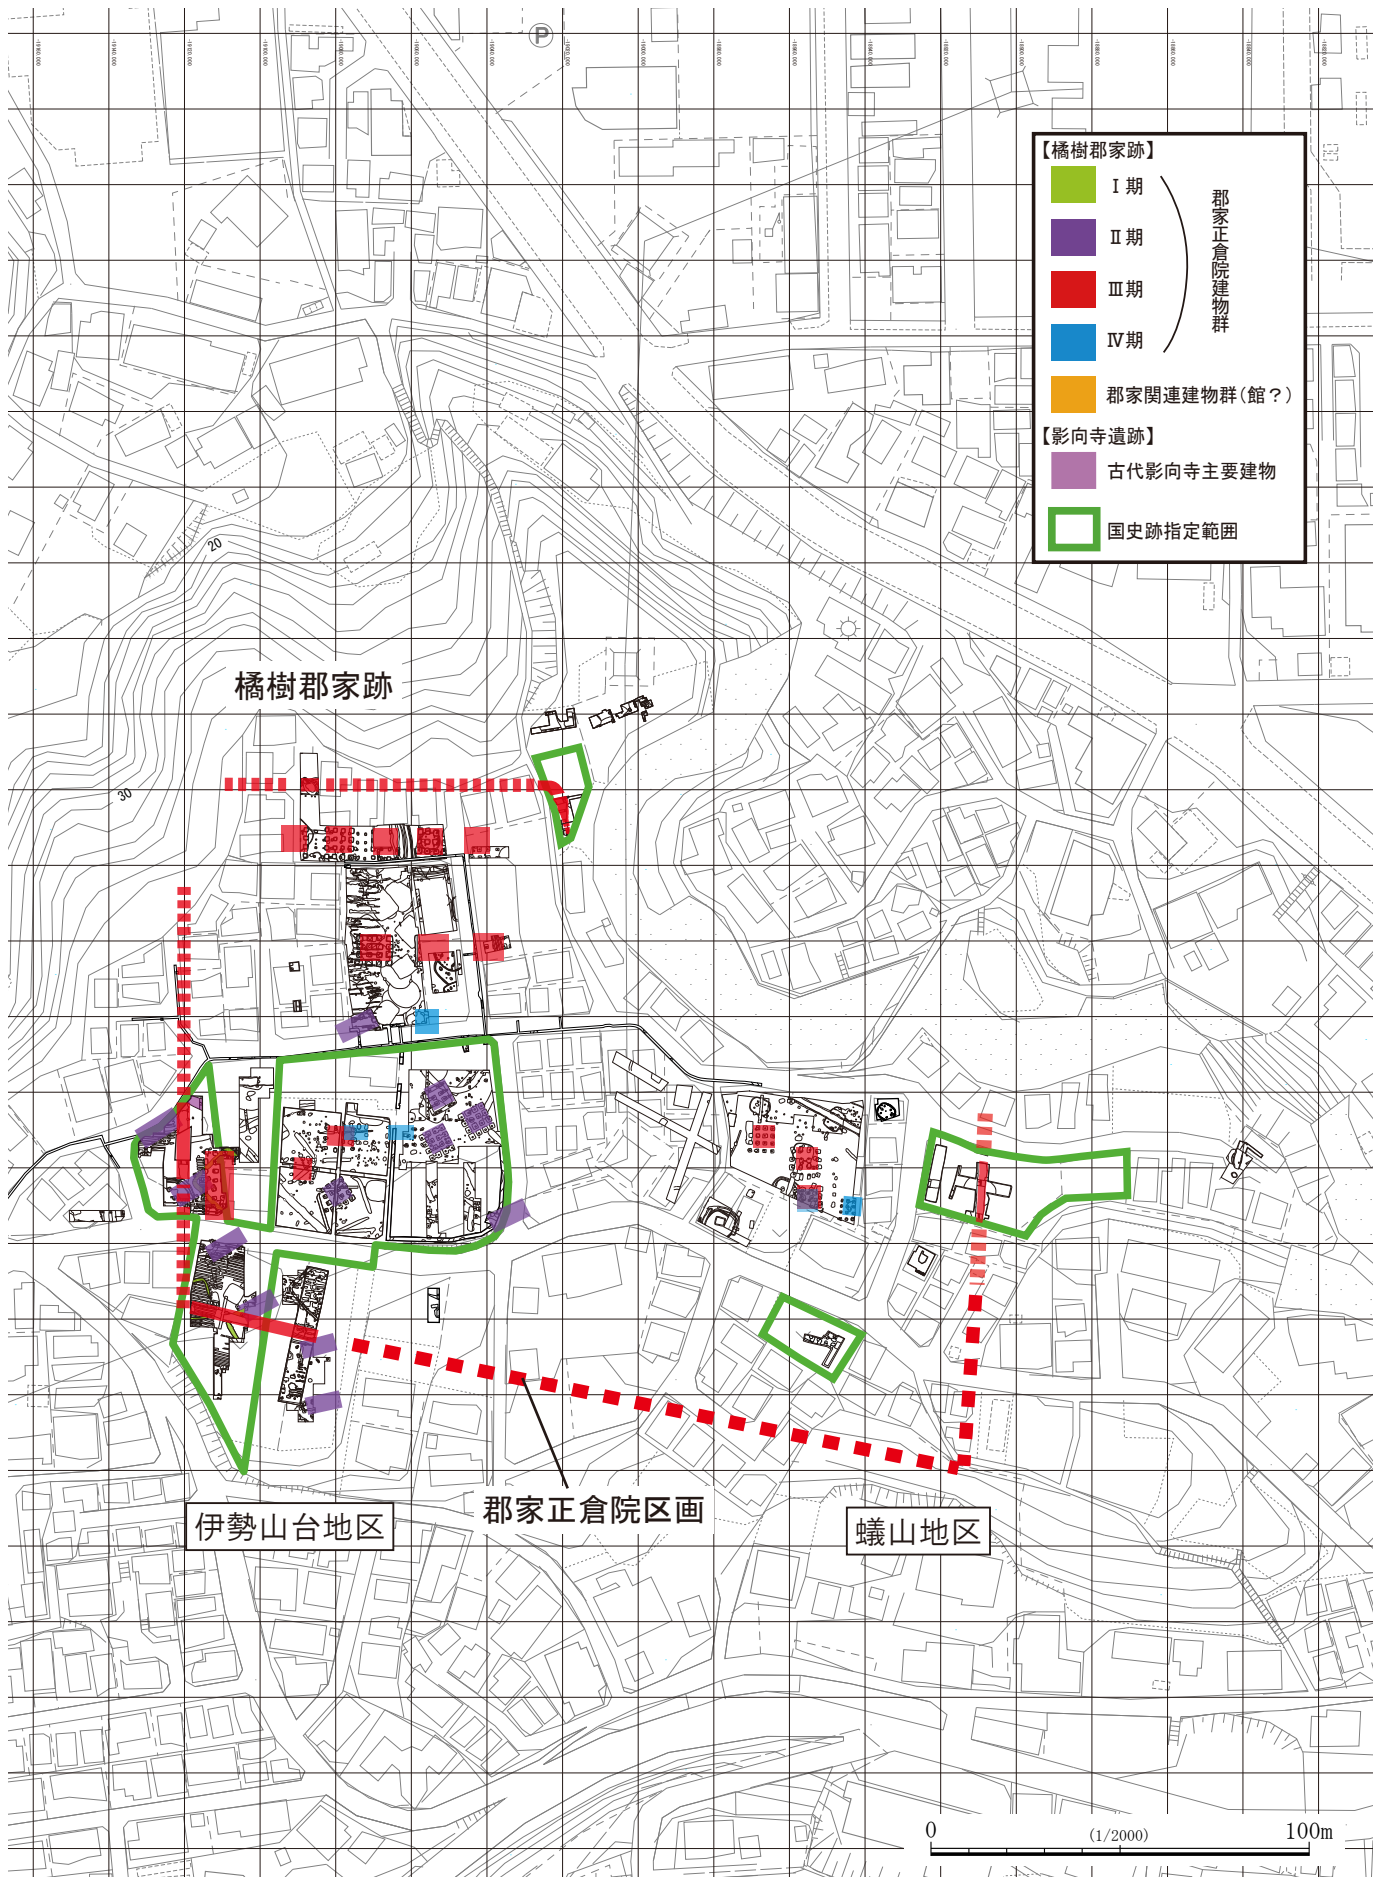 P
【橘樹郡家跡】
Ⅰ期
Ⅱ期
Ⅲ期
Ⅳ期
郡家正倉院建物群
郡家関連建物群(館？)
【影向寺遺跡】
古代影向寺主要建物
国史跡指定範囲
20
橘樹郡家跡
30
郡家正倉院区画
伊勢山台地区
蟻山地区
0
(1/2000)
100m